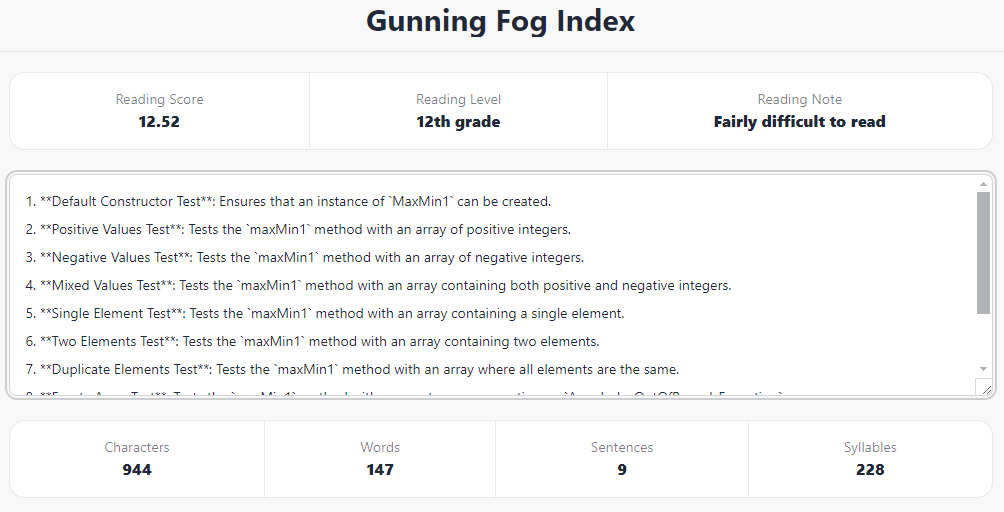 Gunning Fog Index
Reading Score
12.52
Reading Level
12th grade
Reading Note
Fairly difficult to read
1. **Default Constructor Test**: Ensures that an instance of `MaxMin1` can be created.
2. **Positive Values Test**: Tests the `maxMin1` method with an array of positive integers.
3. **Negative Values Test**: Tests the `maxMin1` method with an array of negative integers.
4. **Mixed Values Test**: Tests the `maxMin1` method with an array containing both positive and negative integers.
5. **Single Element Test**: Tests the `maxMin1` method with an array containing a single element.
6. **Two Elements Test**: Tests the `maxMin1` method with an array containing two elements.
7. **Duplicate Elements Test**: Tests the `maxMin1` method with an array where all elements are the same.
Characters
944
Words
147
Sentences
9
Syllables
228